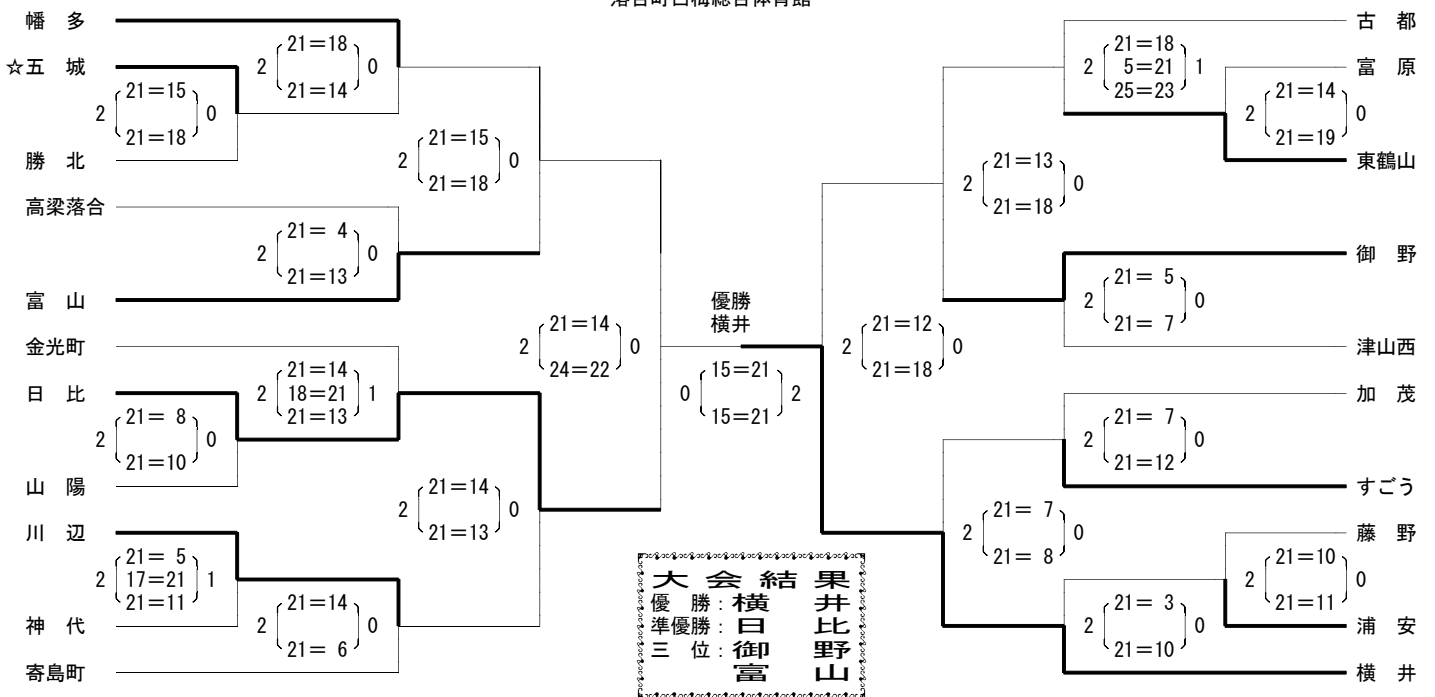 落合町白梅総合体育館
幡　多
☆五　城
勝　北
高梁落合
富　山
金光町
日　比
山　陽
川　辺
神　代
寄島町
2 21＝15 0
21＝18
2 21＝18 0
21＝14
2 21＝ 4 0
21＝13
2 21＝15 0
21＝18
2 21＝ 8 0
21＝10
2 21＝14
18＝21 1
21＝13
2 21＝ 5
17＝21 1
21＝11
2 21＝14 0
21＝ 6
2 21＝14 0
21＝13
2 21＝14 0
24＝22
優勝
横井
0 15＝21 2
15＝21
2 21＝12 0
21＝18
2 21＝13 0
21＝18
2 21＝18
5＝21 1
25＝23
2 21＝14 0
21＝19
2 21＝ 5 0
21＝ 7
2 21＝ 7 0
21＝12
2 21＝ 7 0
21＝ 8
2 21＝10 0
21＝11
2 21＝ 3 0
21＝10
古　都
富　原
東鶴山
御　野
津山西
加　茂
すごう
藤　野
浦　安
横　井
大会結果
優　勝：横　井
準優勝：日　比
三　位：御　野
富　山